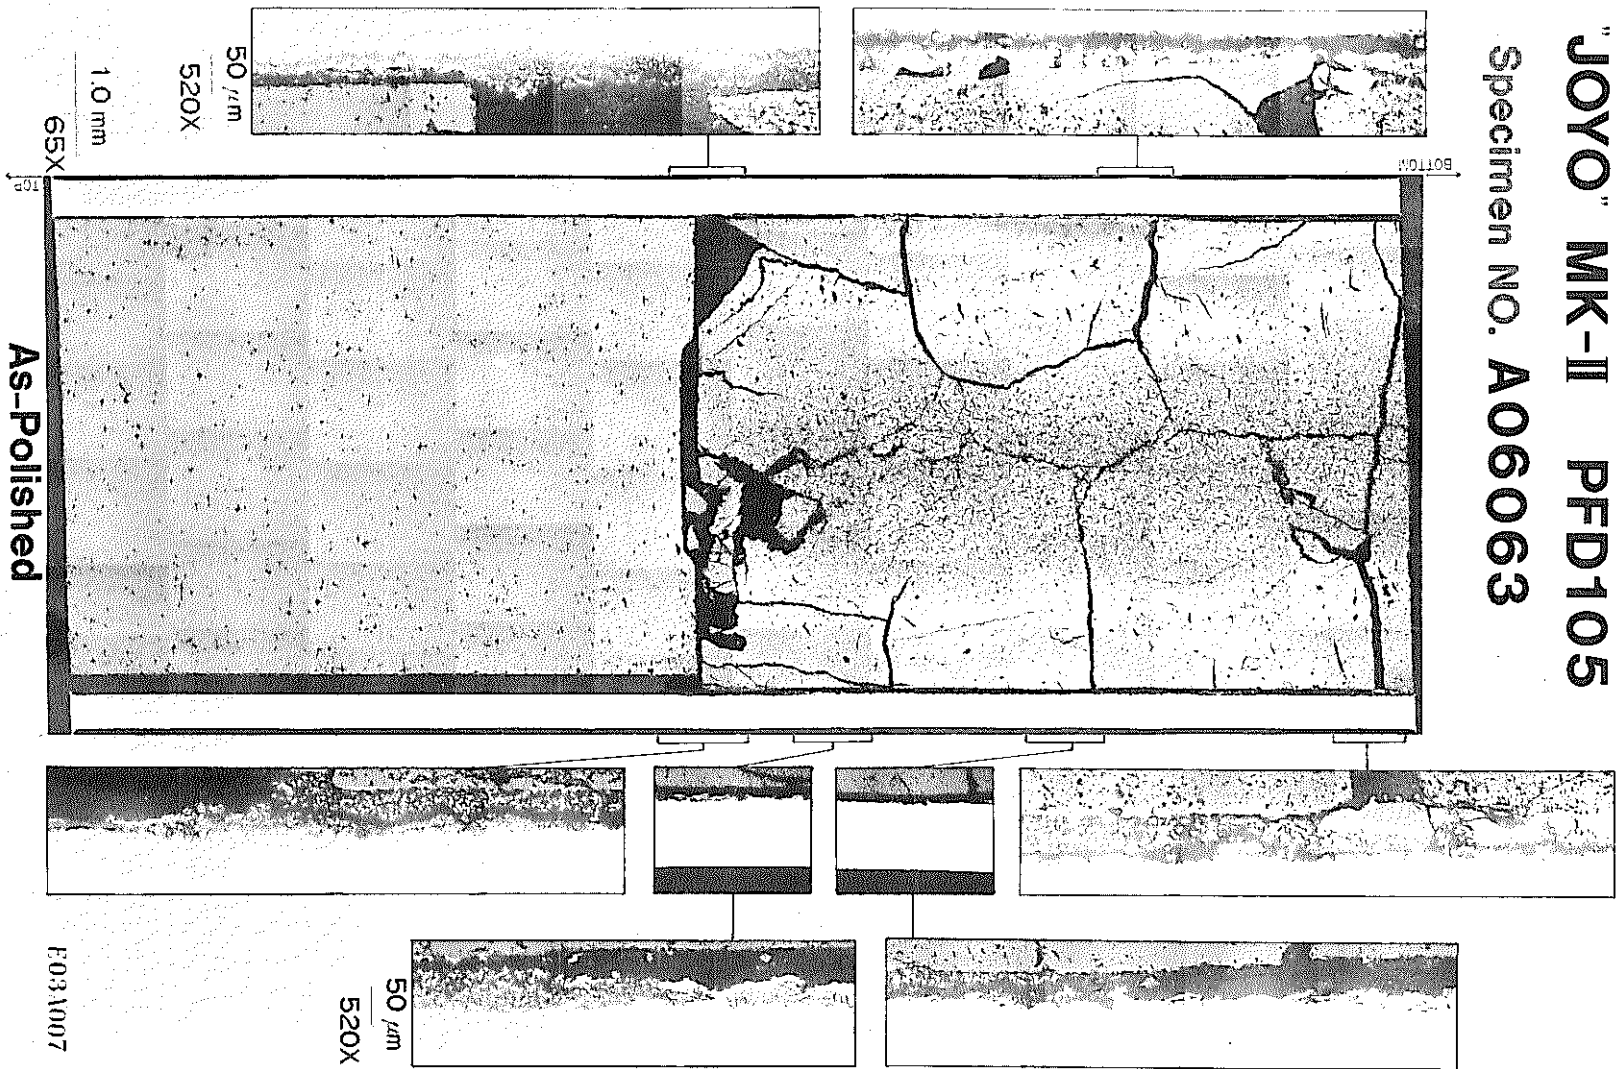 "JOYO" MK-II PFD105
Specimen NO. A06063
BOTTOM
TOP
50 μm
520X
1.0 mm
65X
As-Polished
50 μm
520X
E03A007